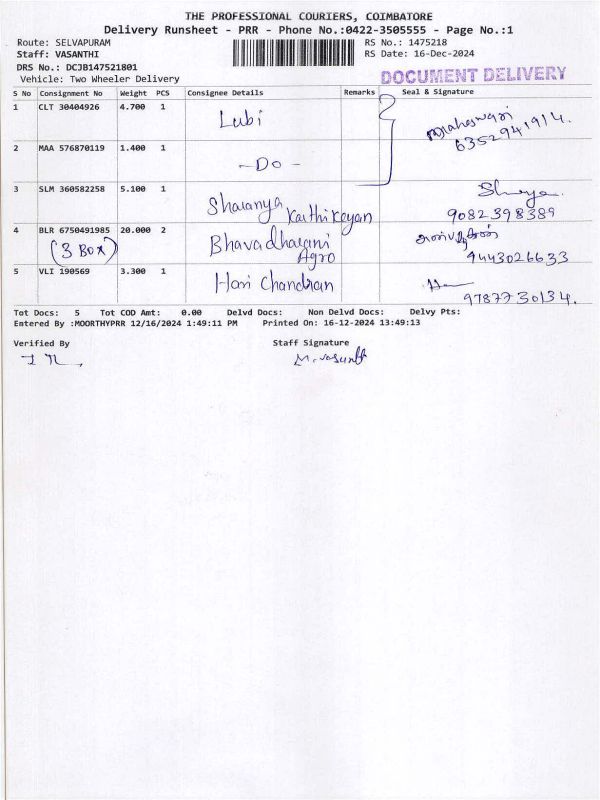 THE PROFESSIONAL COURIERS, COIMBATORE
Delivery Runsheet - PRR - Phone No.:0422-3505555 - Page No.:1
Route: SELVAPURAM RS No.: 1475218
Staff: VASANTHI RS Date: 16-Dec-2024
DRS No.: DCJB147521801
Vehicle: Two Wheeler Delivery DOCUMENT DELIVERY
S No Consignment No Weight PCS Consignee Details Remarks Seal & Signature
1 CLT 30404926 4.700 1 Lubi Maheswari
6352941914.
2 MAA 576870119 1.400 1 -Do-
3 SLM 360582258 5.100 1 Sharanya Karthikeyan
9082398389
4 BLR 6750491985 20.000 2 Bhavadharani
(3 Box) Agro 9443026633
5 VLI 190569 3.300 1 Hari Chandran
9787730134.
Tot Docs: 5 Tot COD Amt: 0.00 Delvd Docs: Non Delvd Docs: Delvy Pts:
Entered By :MOORTHYPRR 12/16/2024 1:49:11 PM Printed On: 16-12-2024 13:49:13
Verified By Staff Signature
M.vasanth